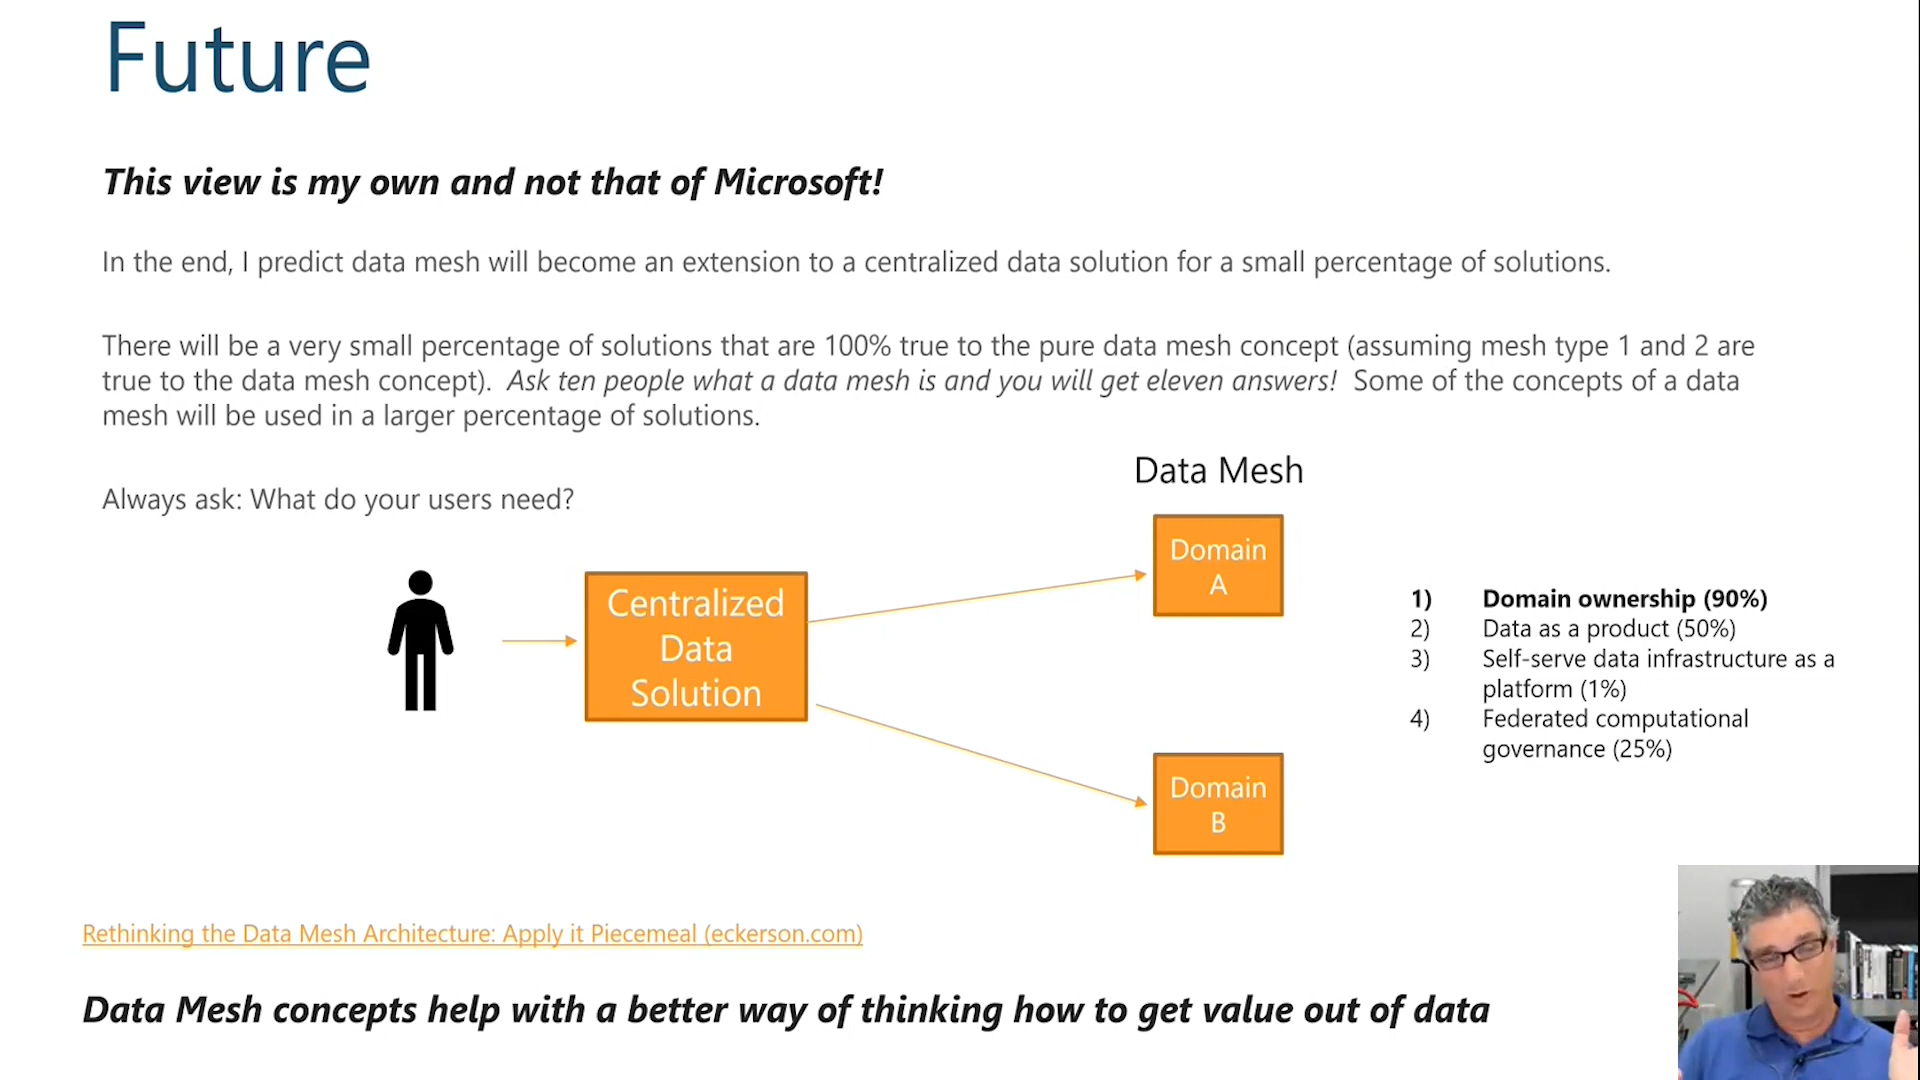 Future
This view is my own and not that of Microsoft!
In the end, I predict data mesh will become an extension to a centralized data solution for a small percentage of solutions.
There will be a very small percentage of solutions that are 100% true to the pure data mesh concept (assuming mesh type 1 and 2 are
true to the data mesh concept).  Ask ten people what a data mesh is and you will get eleven answers!  Some of the concepts of a data
mesh will be used in a larger percentage of solutions.
Always ask: What do your users need?
Data Mesh
Centralized
Data
Solution
Domain
A
Domain
B
1) Domain ownership (90%)
2) Data as a product (50%)
3) Self-serve data infrastructure as a
platform (1%)
4) Federated computational
governance (25%)
Rethinking the Data Mesh Architecture: Apply it Piecemeal (eckerson.com)
Data Mesh concepts help with a better way of thinking how to get value out of data